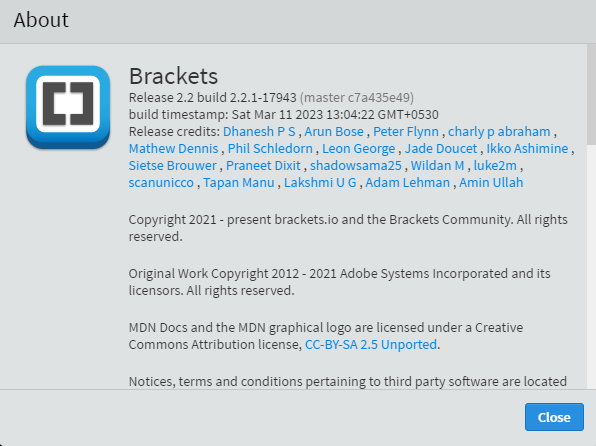 About
Brackets
Release 2.2 build 2.2.1-17943 (master c7a435e49)
build timestamp: Sat Mar 11 2023 13:04:22 GMT+0530
Release credits: Dhanesh P S , Arun Bose , Peter Flynn , charly p abraham ,
Mathew Dennis , Phil Schledorn , Leon George , Jade Doucet , Ikko Ashimine ,
Sietse Brouwer , Praneet Dixit , shadowsama25 , Wildan M , luke2m ,
scanunicco , Tapan Manu , Lakshmi U G , Adam Lehman , Amin Ullah
Copyright 2021 - present brackets.io and the Brackets Community. All rights
reserved.
Original Work Copyright 2012 - 2021 Adobe Systems Incorporated and its
licensors. All rights reserved.
MDN Docs and the MDN graphical logo are licensed under a Creative
Commons Attribution license, CC-BY-SA 2.5 Unported.
Notices, terms and conditions pertaining to third party software are located
Close